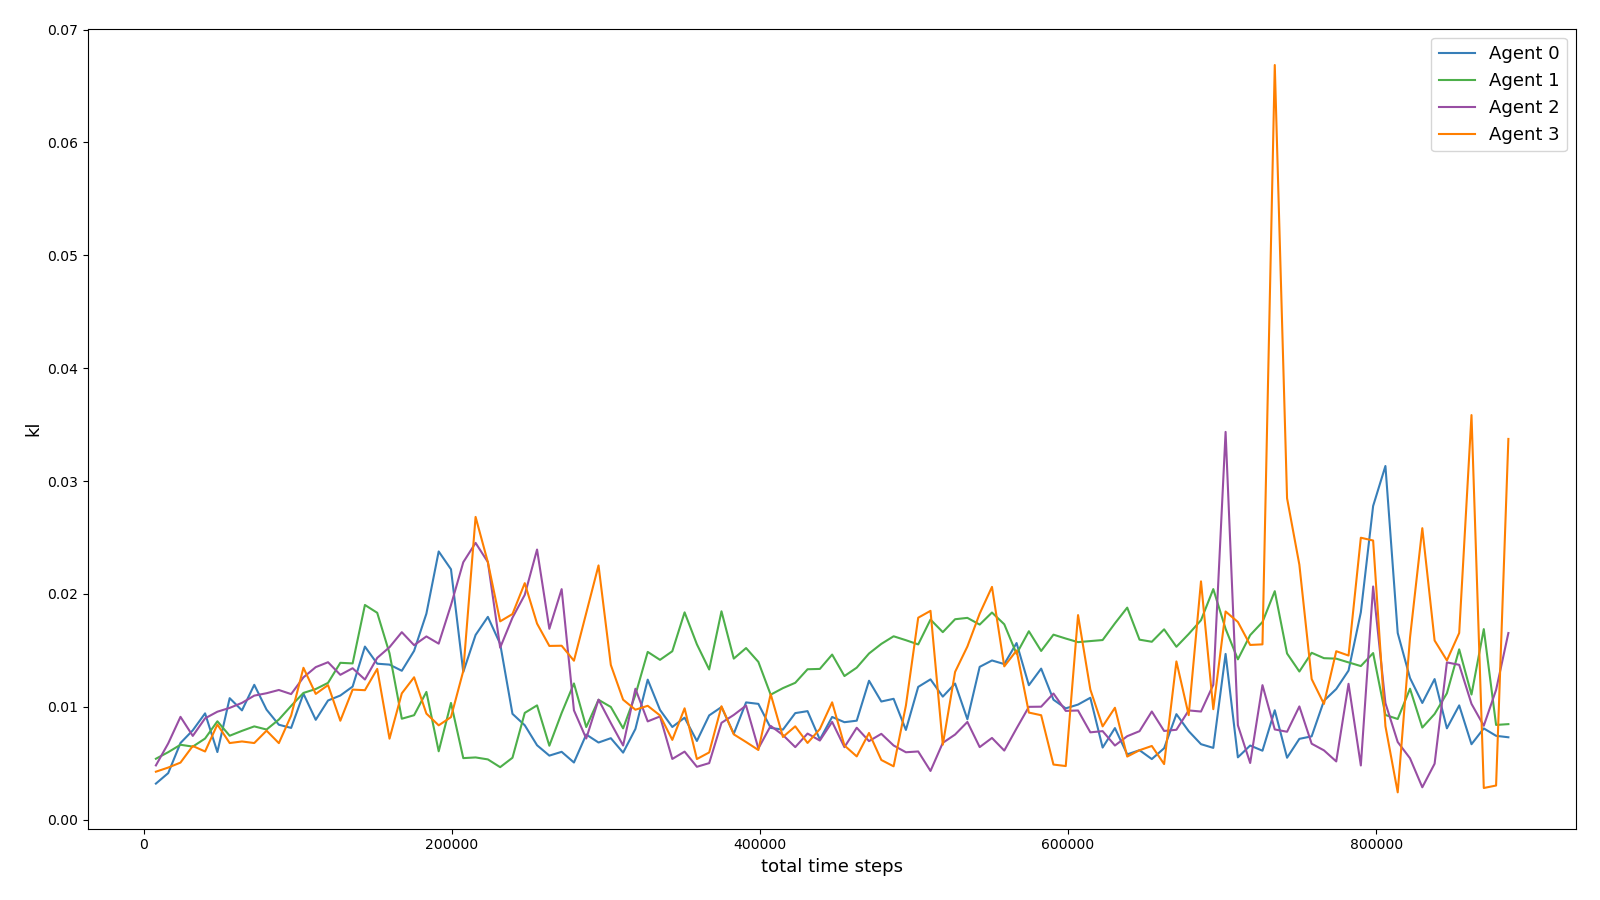 0.07
0.06
0.05
0.04
0.03
0.02
0.01
0.00
kl
0 200000 400000 600000 800000
total time steps
Agent 0
Agent 1
Agent 2
Agent 3